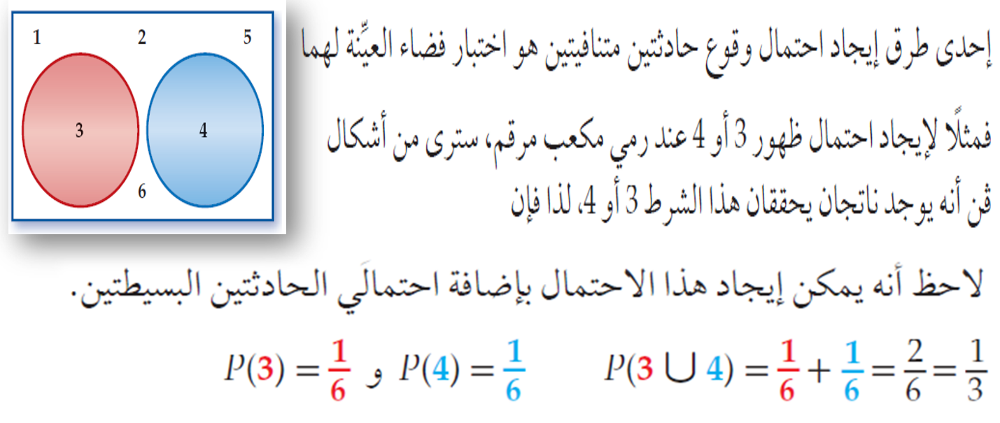 1 2 5
3 4
6
إحدى طرق إيجاد احتمال وقوع حادثتين متنافيتين هو اختبار فضاء العيِّنة لهما
فمثلًا لإيجاد احتمال ظهور 3 أو 4 عند رمي مكعب مرقم، سترى من أشكال
ڤن أنه يوجد ناتجان يحققان هذا الشرط 3 أو 4، لذا فإن
لاحظ أنه يمكن إيجاد هذا الاحتمال بإضافة احتمالَي الحادثتين البسيطتين.
P(3) = 1/6 و P(4) = 1/6 P(3 ∪ 4) = 1/6 + 1/6 = 2/6 = 1/3